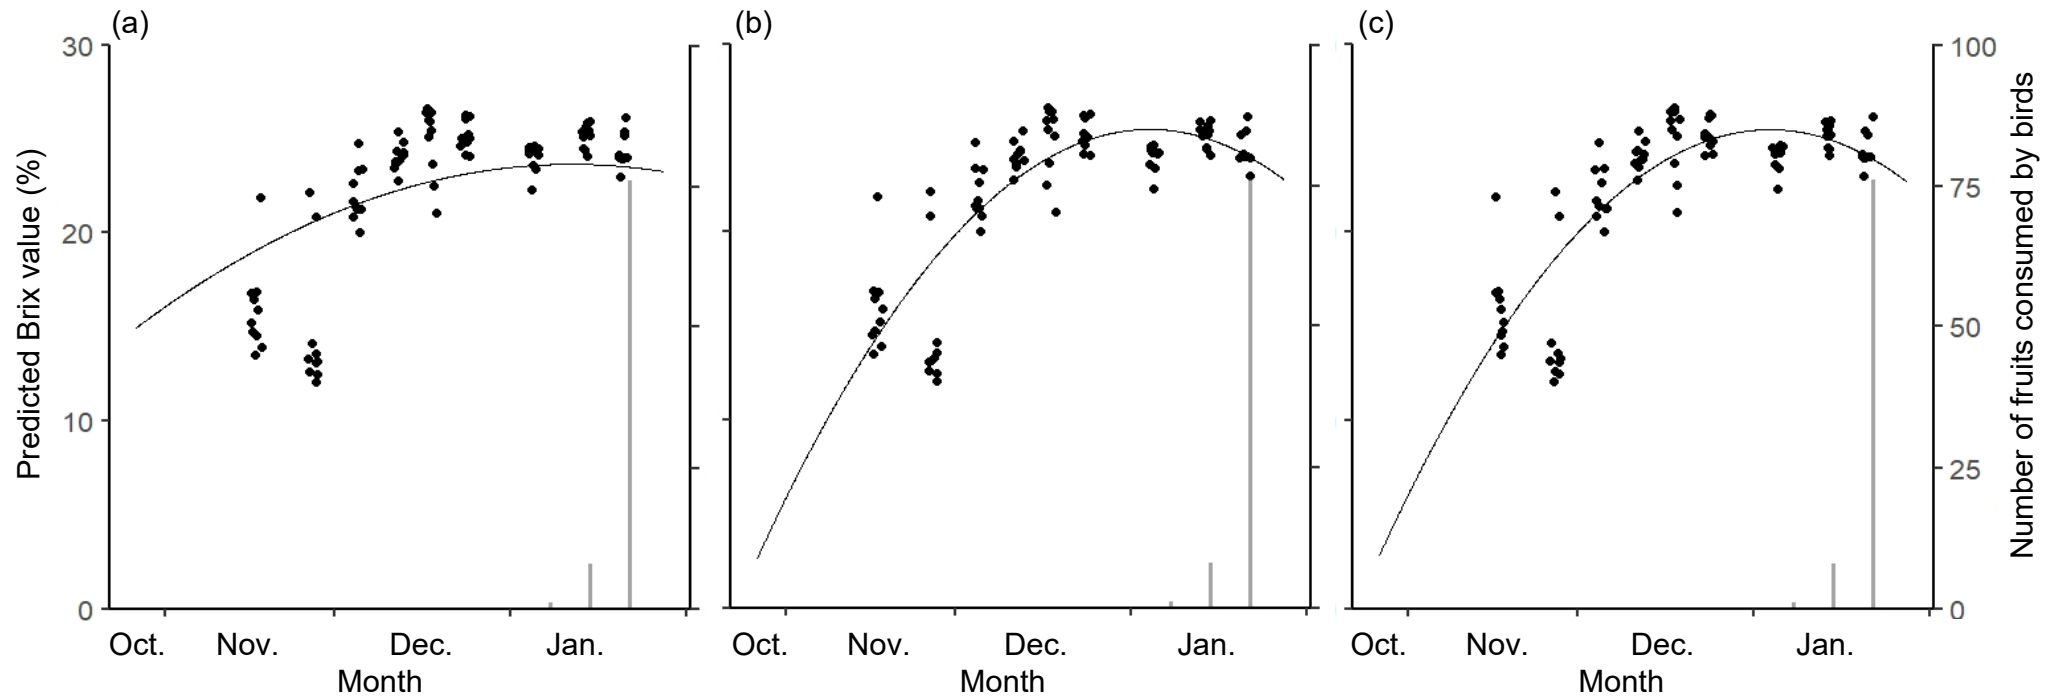 (a) (b) (c)
30 100
75
20
50
10
25
0 0
Predicted Brix value (%)
Number of fruits consumed by birds
Oct. Nov. Dec. Jan. Oct. Nov. Dec. Jan. Oct. Nov. Dec. Jan.
Month Month Month